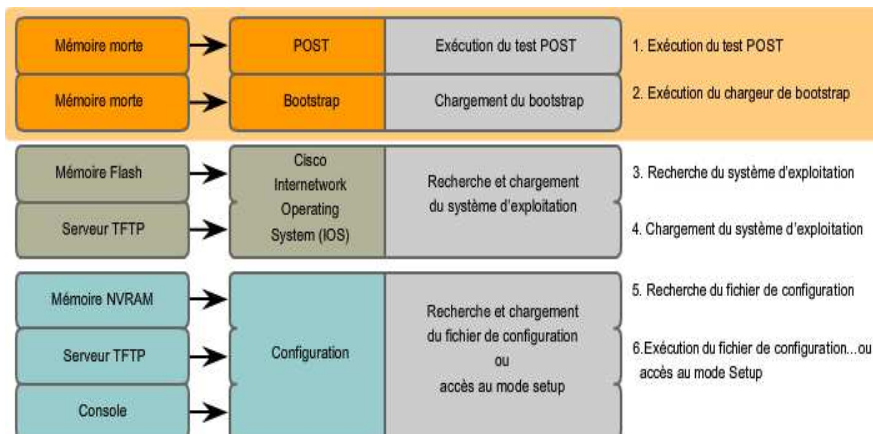 Mémoire morte
POST
Exécution du test POST
1. Exécution du test POST
Mémoire morte
Bootstrap
Chargement du bootstrap
2. Exécution du chargeur de bootstrap
Mémoire Flash
Serveur TFTP
Cisco
Internetwork
Operating
System (IOS)
Recherche et chargement
du système d'exploitation
3. Recherche du système d'exploitation
4. Chargement du système d'exploitation
Mémoire NVRAM
Serveur TFTP
Console
Configuration
Recherche et chargement
du fichier de configuration
ou
accès au mode setup
5. Recherche du fichier de configuration
6.Exécution du fichier de configuration...ou
accès au mode Setup